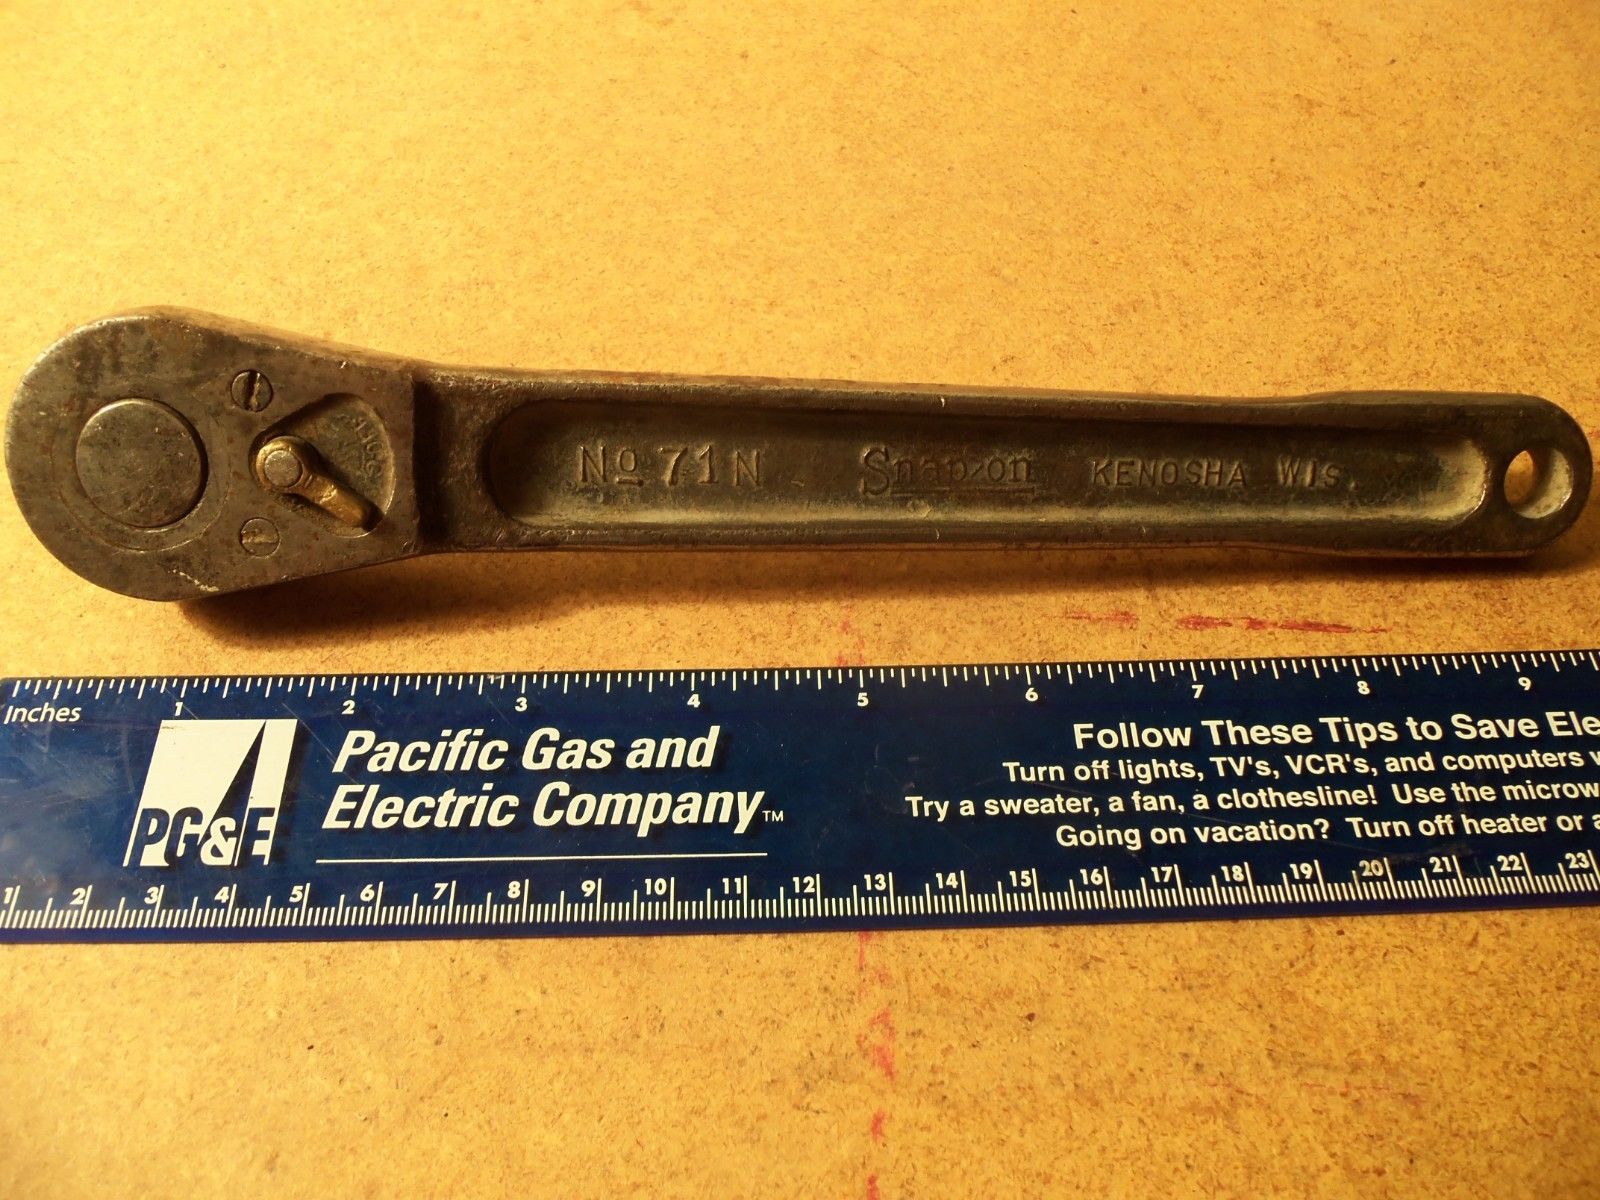 No 71N Snap-on KENOSHA WIS.
1 2 3 4 5 6 7 8 9
Inches
PG&E
Pacific Gas and
Electric Company™
Follow These Tips to Save Ele
Turn off lights, TV's, VCR's, and computers
Try a sweater, a fan, a clothesline! Use the microw
Going on vacation? Turn off heater or a
1 2 3 4 5 6 7 8 9 10 11 12 13 14 15 16 17 18 19 20 21 22 23